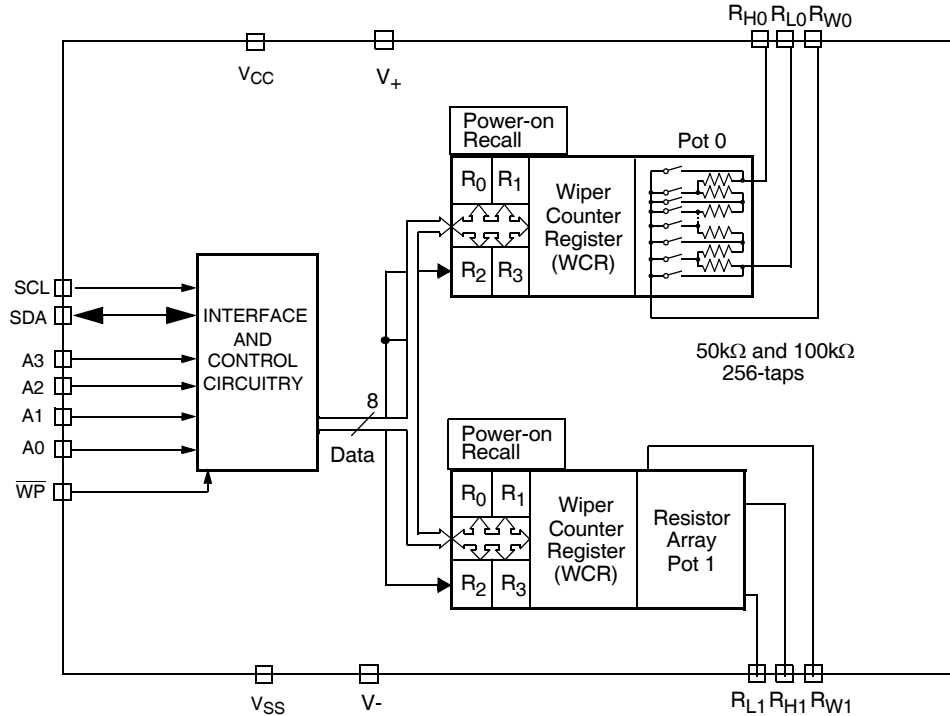 RH0 RL0 RW0
VCC
V+
Power-on
Recall
Pot 0
R0 R1
R2 R3
Wiper
Counter
Register
(WCR)
SCL
SDA
A3
A2
A1
A0
WP
INTERFACE
AND
CONTROL
CIRCUITRY
8
Data
50kΩ and 100kΩ
256-taps
Power-on
Recall
R0 R1
R2 R3
Wiper
Counter
Register
(WCR)
Resistor
Array
Pot 1
VSS
V-
RL1 RH1 RW1